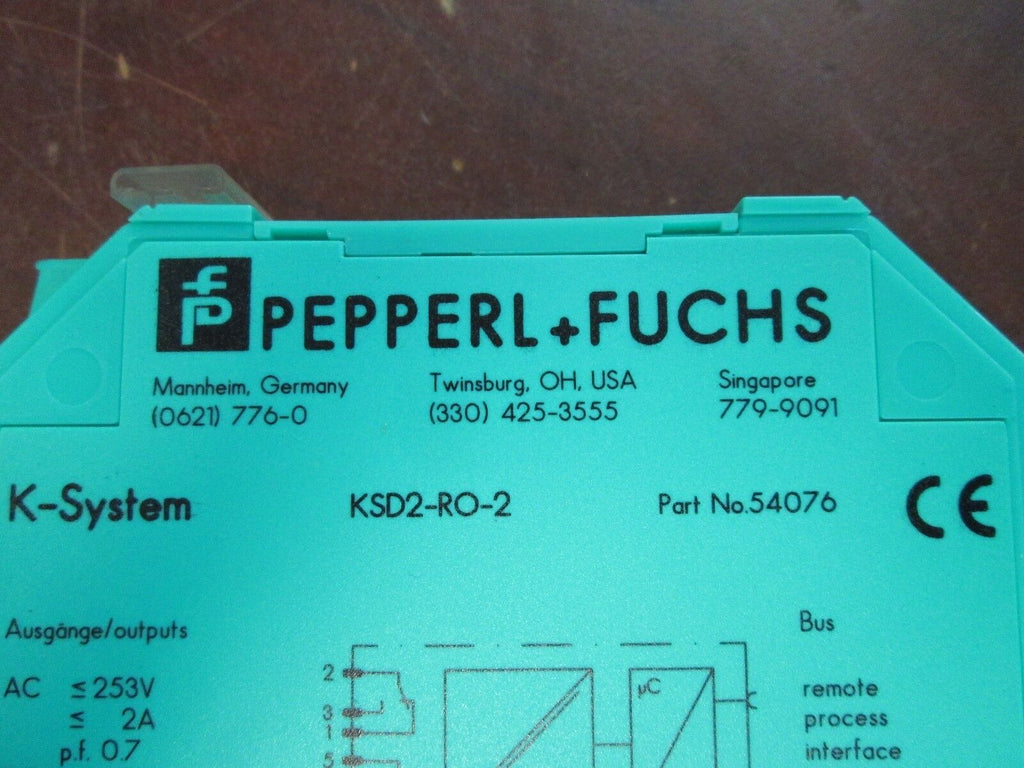 fp PEPPERL+FUCHS
Mannheim, Germany Twinsburg, OH, USA Singapore
(0621) 776-0 (330) 425-3555 779-9091
K-System KSD2-RO-2 Part No.54076 CE
Ausgänge/outputs Bus
AC ≤ 253V 2 µC remote
≤ 2A 3 process
1
p.f. 0.7 5 interface